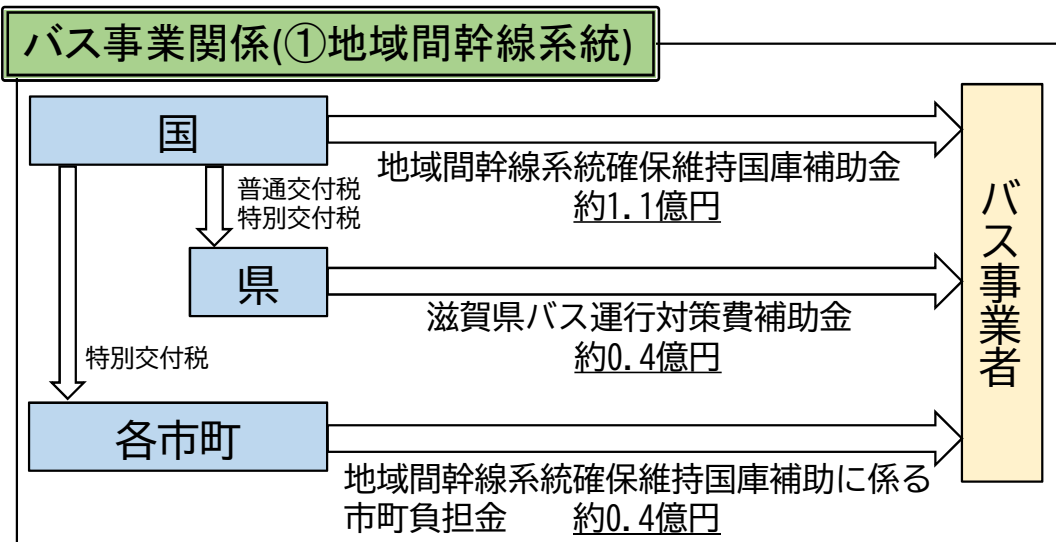 バス事業関係(①地域間幹線系統)
国
地域間幹線系統確保維持国庫補助金
約1.1億円
普通交付税
特別交付税
県
滋賀県バス運行対策費補助金
約0.4億円
特別交付税
各市町
地域間幹線系統確保維持国庫補助に係る
市町負担金 約0.4億円
バス事業者